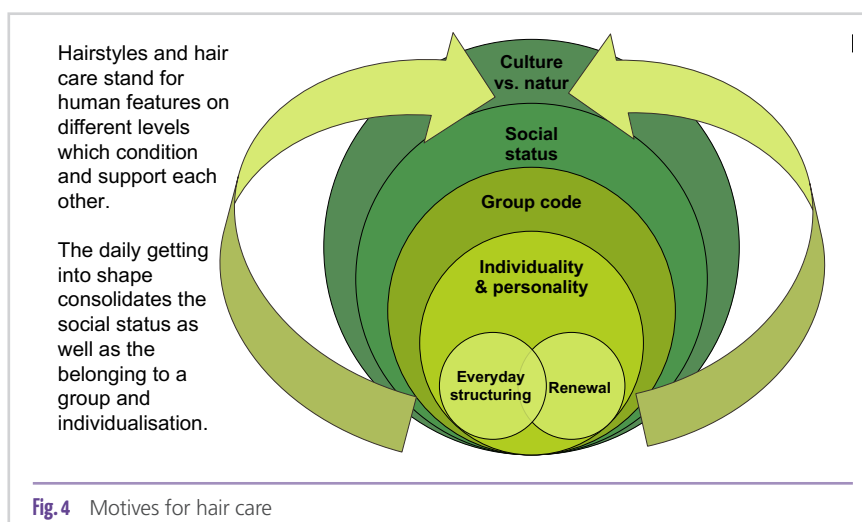 Hairstyles and hair
care stand for
human features on
different levels
which condition
and support each
other.
The daily getting
into shape
consolidates the
social status as
well as the
belonging to a
group and
individualisation.
Culture
vs. natur
Social
status
Group code
Individuality
& personality
Everyday
structuring
Renewal
Fig. 4 Motives for hair care